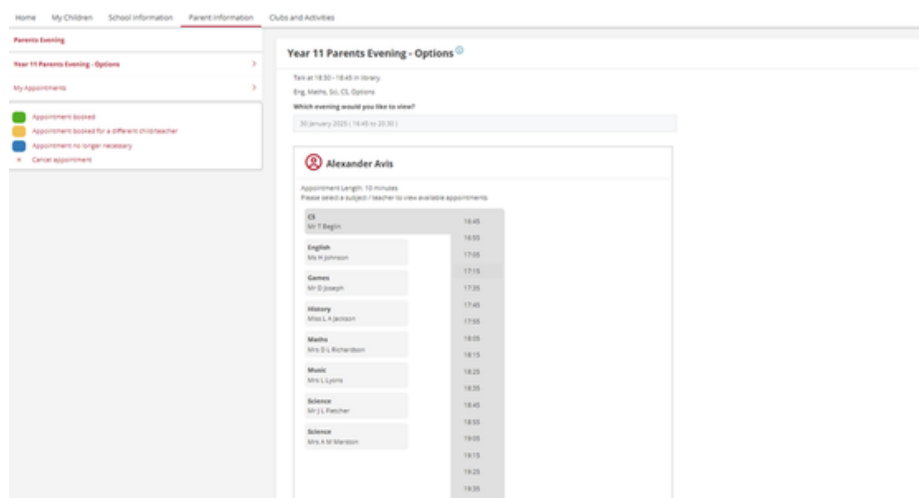 Home My Children School Information Parent Information Clubs and Activities
Parents Evening
Year 11 Parents Evening - Options
My Appointments
Appointment booked
Appointment booked for a different child/teacher
Appointment no longer necessary
x Cancel appointment
Year 11 Parents Evening - Options
Talk at 18:30 - 18:45 in library.
Eng, Maths, Sci, CS, Options
Which evening would you like to view?
30 January 2025 ( 16:45 to 20:30 )
Alexander Avis
Appointment Length: 10 minutes
Please select a subject / teacher to view available appointments
CS
Mr T Beglin
English
Ms H Johnson
Games
Mr D Joseph
History
Miss L A Jackson
Maths
Mrs D L Richardson
Music
Mrs L Lyons
Science
Mr J L Fletcher
Science
Mrs A M Marston
16:45
16:55
17:05
17:15
17:35
17:45
17:55
18:05
18:15
18:25
18:35
18:45
18:55
19:05
19:15
19:25
19:35